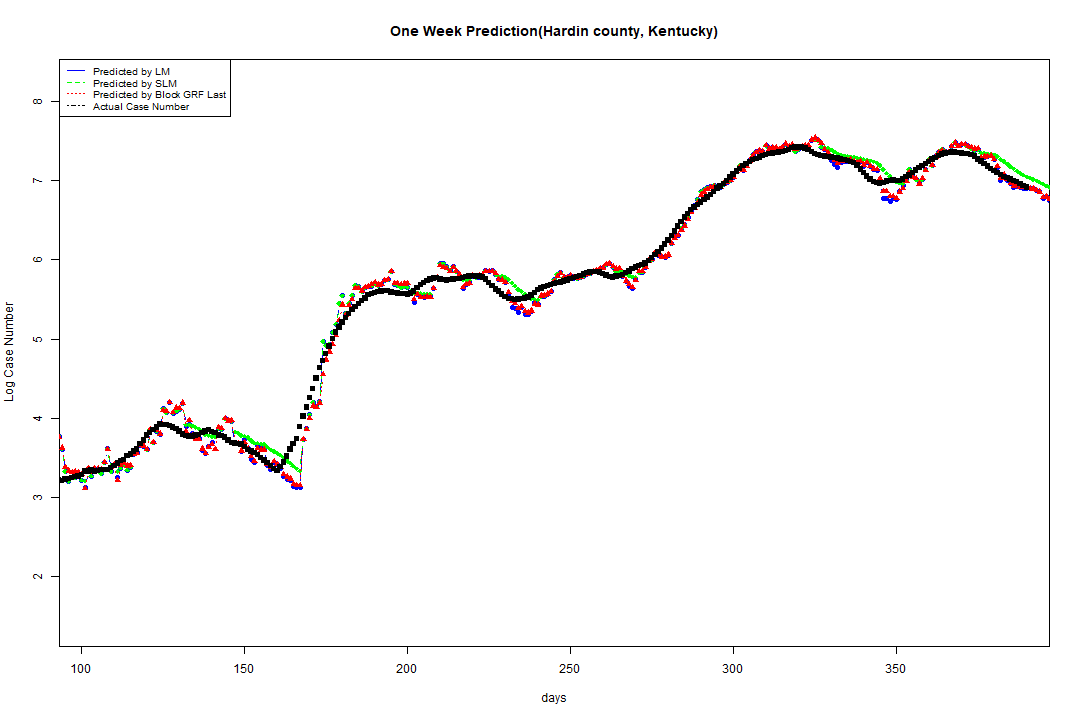 One Week Prediction(Hardin county, Kentucky)
Predicted by LM
Predicted by SLM
Predicted by Block GRF Last
Actual Case Number
8
7
6
5
4
3
2
Log Case Number
100 150 200 250 300 350
days